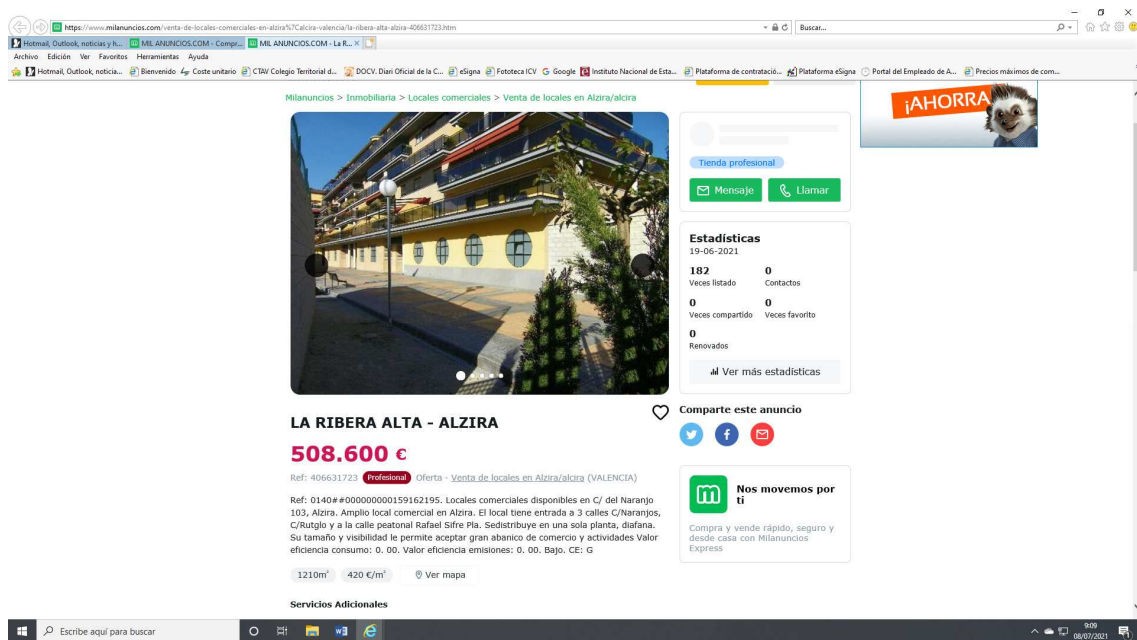 https://www.milanuncios.com/venta-de-locales-comerciales-en-alzira%7Calcira-valencia/la-ribera-alta-alzira-406631723.htm
Buscar...
Hotmail, Outlook, noticias y h...
MIL ANUNCIOS.COM - Compr...
MIL ANUNCIOS.COM - La R...
Archivo Edición Ver Favoritos Herramientas Ayuda
Hotmail, Outlook, noticia...
Bienvenido
Coste unitario
CTAV Colegio Territorial d...
DOCV. Diari Oficial de la C...
eSigna
Fototeca ICV
Google
Instituto Nacional de Esta...
Plataforma de contratació...
Plataforma eSigna
Portal del Empleado de A...
Precios máximos de com...
Milanuncios > Inmobiliaria > Locales comerciales > Venta de locales en Alzira/alcira
¡AHORRA
Tienda profesional
Mensaje
Llamar
Estadísticas
19-06-2021
182 0
Veces listado Contactos
0 0
Veces compartido Veces favorito
0
Renovados
Ver más estadísticas
LA RIBERA ALTA - ALZIRA
508.600 €
Ref: 406631723 Profesional Oferta - Venta de locales en Alzira/alcira (VALENCIA)
Ref: 0140##000000000159162195. Locales comerciales disponibles en C/ del Naranjo
103, Alzira. Amplio local comercial en Alzira. El local tiene entrada a 3 calles C/Naranjos,
C/Rutglo y a la calle peatonal Rafael Sifre Pla. Sedistribuye en una sola planta, diafana.
Su tamaño y visibilidad le permite aceptar gran abanico de comercio y actividades Valor
eficiencia consumo: 0. 00. Valor eficiencia emisiones: 0. 00. Bajo. CE: G
1210m² 420 €/m² Ver mapa
Servicios Adicionales
Comparte este anuncio
Nos movemos por
ti
Compra y vende rápido, seguro y
desde casa con Milanuncios
Express
Escribe aquí para buscar
9:09
08/07/2021